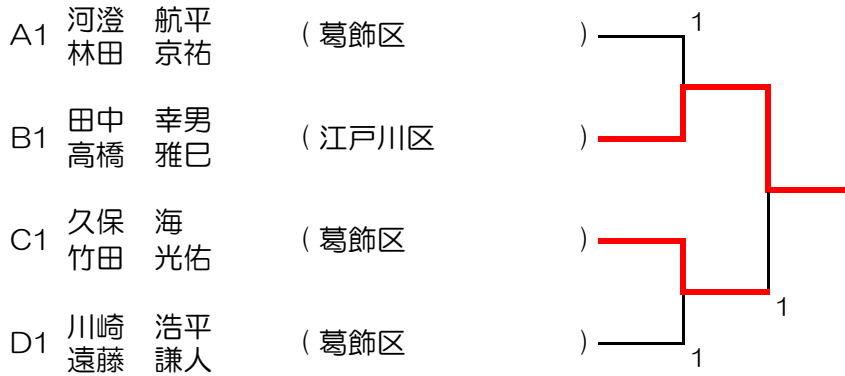 A1 河澄 航平
林田 京祐 ( 葛飾区 ) 1
B1 田中 幸男
高橋 雅巳 ( 江戸川区 )
C1 久保 海
竹田 光佑 ( 葛飾区 )
1
D1 川崎 浩平
遠藤 謙人 ( 葛飾区 ) 1